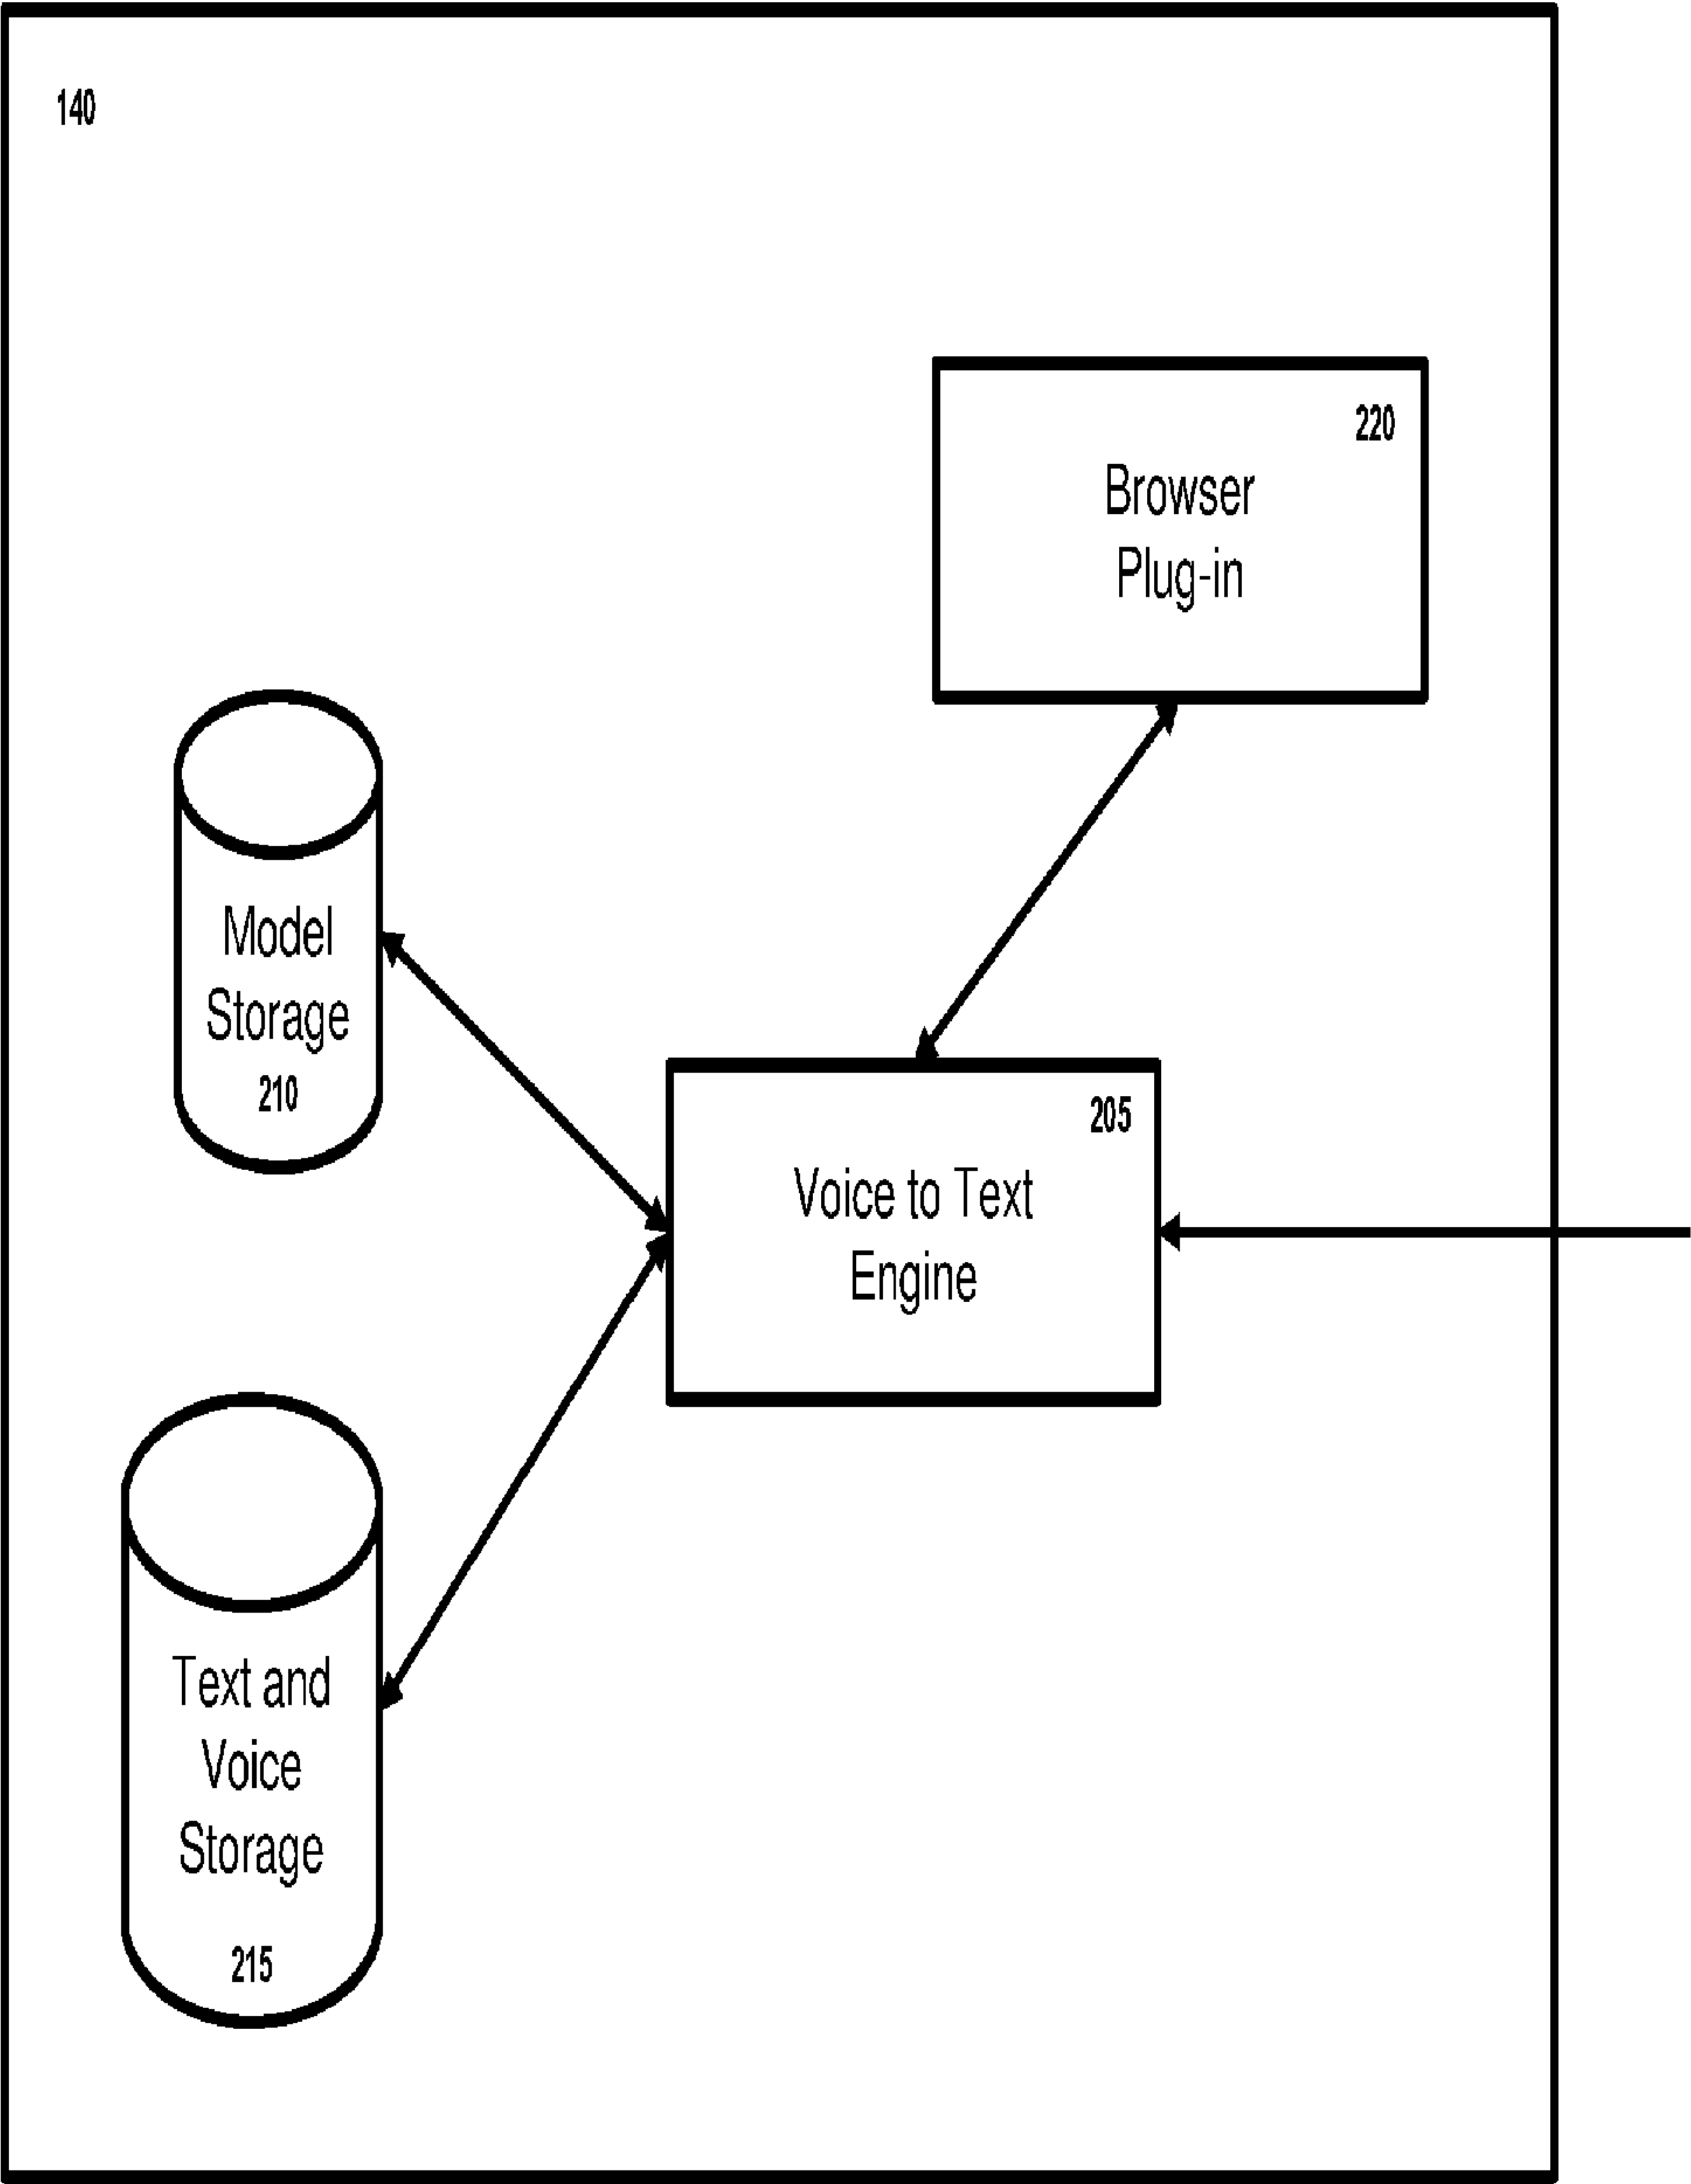 140
220
Browser
Plug-in
Model
Storage
210
205
Voice to Text
Engine
Text and
Voice
Storage
215